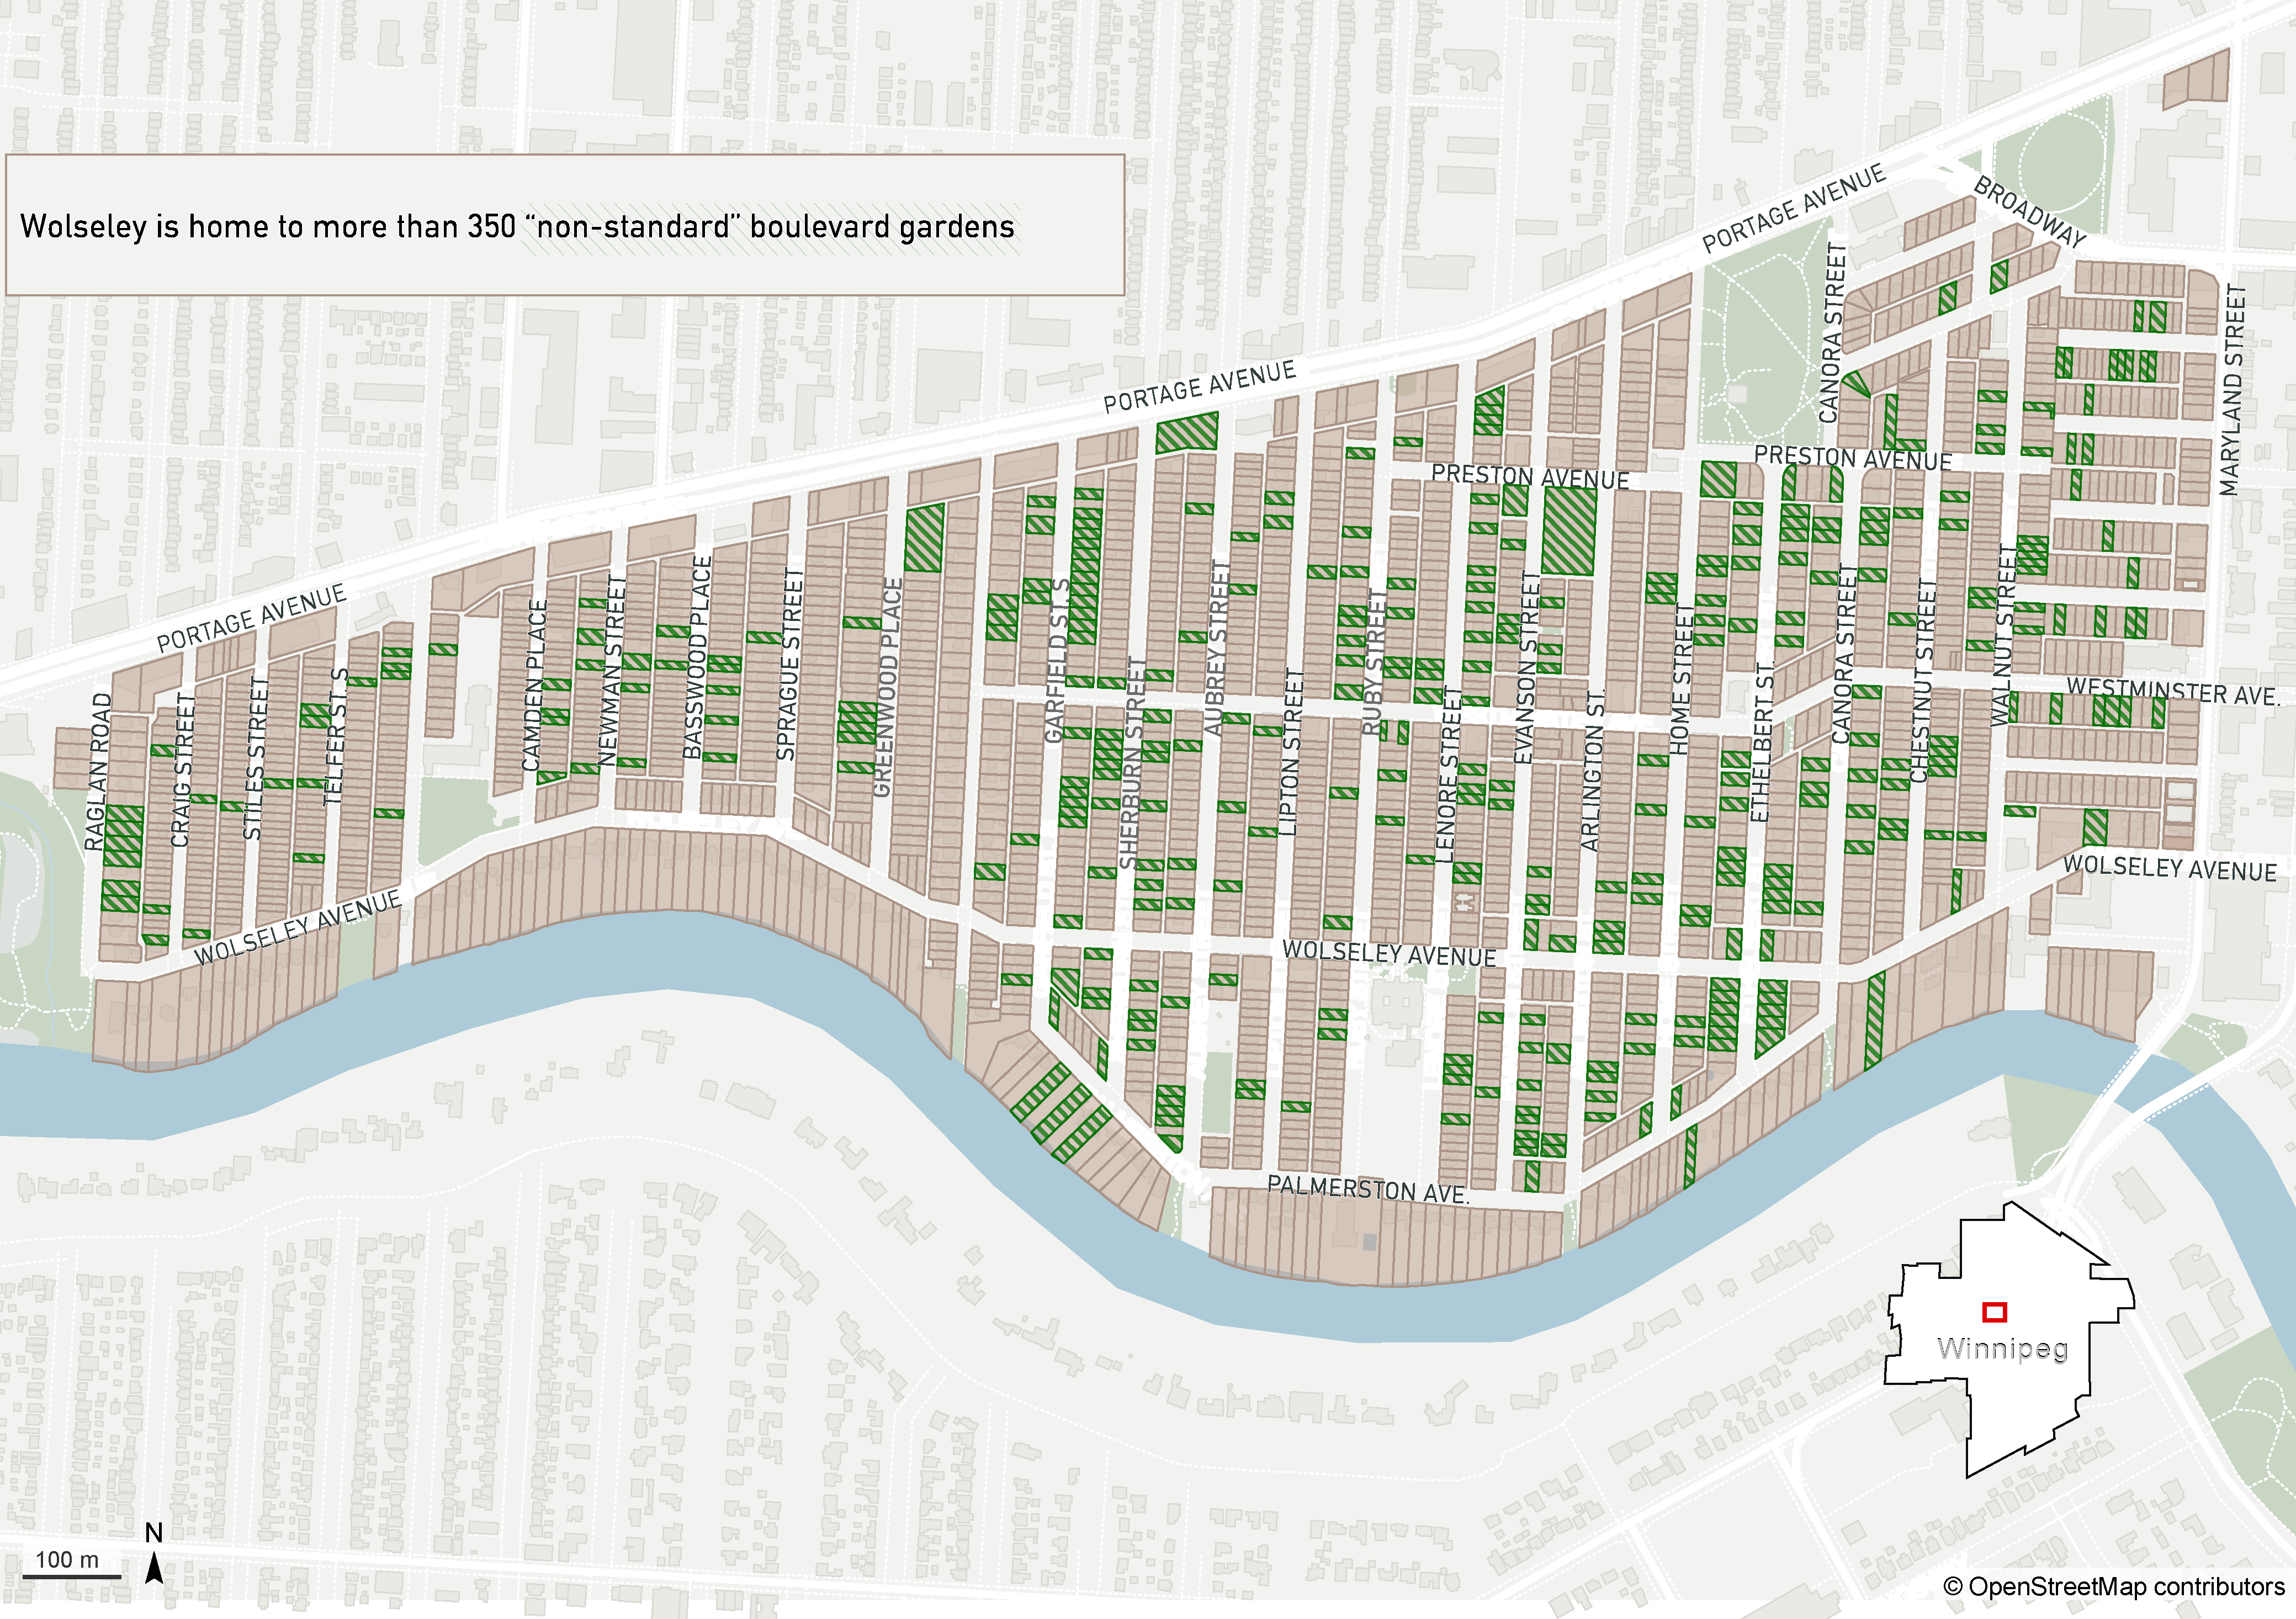 Wolseley is home to more than 350 “non-standard” boulevard gardens
PORTAGE AVENUE
BROADWAY
CANORA STREET
MARYLAND STREET
PORTAGE AVENUE
CANORA STREET
PRESTON AVENUE
PRESTON AVENUE
MARYLAND STREET
PORTAGE AVENUE
RAGLAN ROAD
CRAIG STREET
STILES STREET
TELFER ST. S
CAMDEN PLACE
NEWMAN STREET
BASSWOOD PLACE
SPRAGUE STREET
GREENWOOD PLACE
GARFIELD ST. S
SHERBURN STREET
AUBREY STREET
LIPTON STREET
RUBY STREET
LENORE STREET
EVANSON STREET
ARLINGTON ST.
HOME STREET
ETHELBERT ST.
CANORA STREET
CHESTNUT STREET
WALNUT STREET
WESTMINSTER AVE.
WOLSELEY AVENUE
WOLSELEY AVENUE
WOLSELEY AVENUE
PALMERSTON AVE.
Winnipeg
N
100 m
© OpenStreetMap contributors